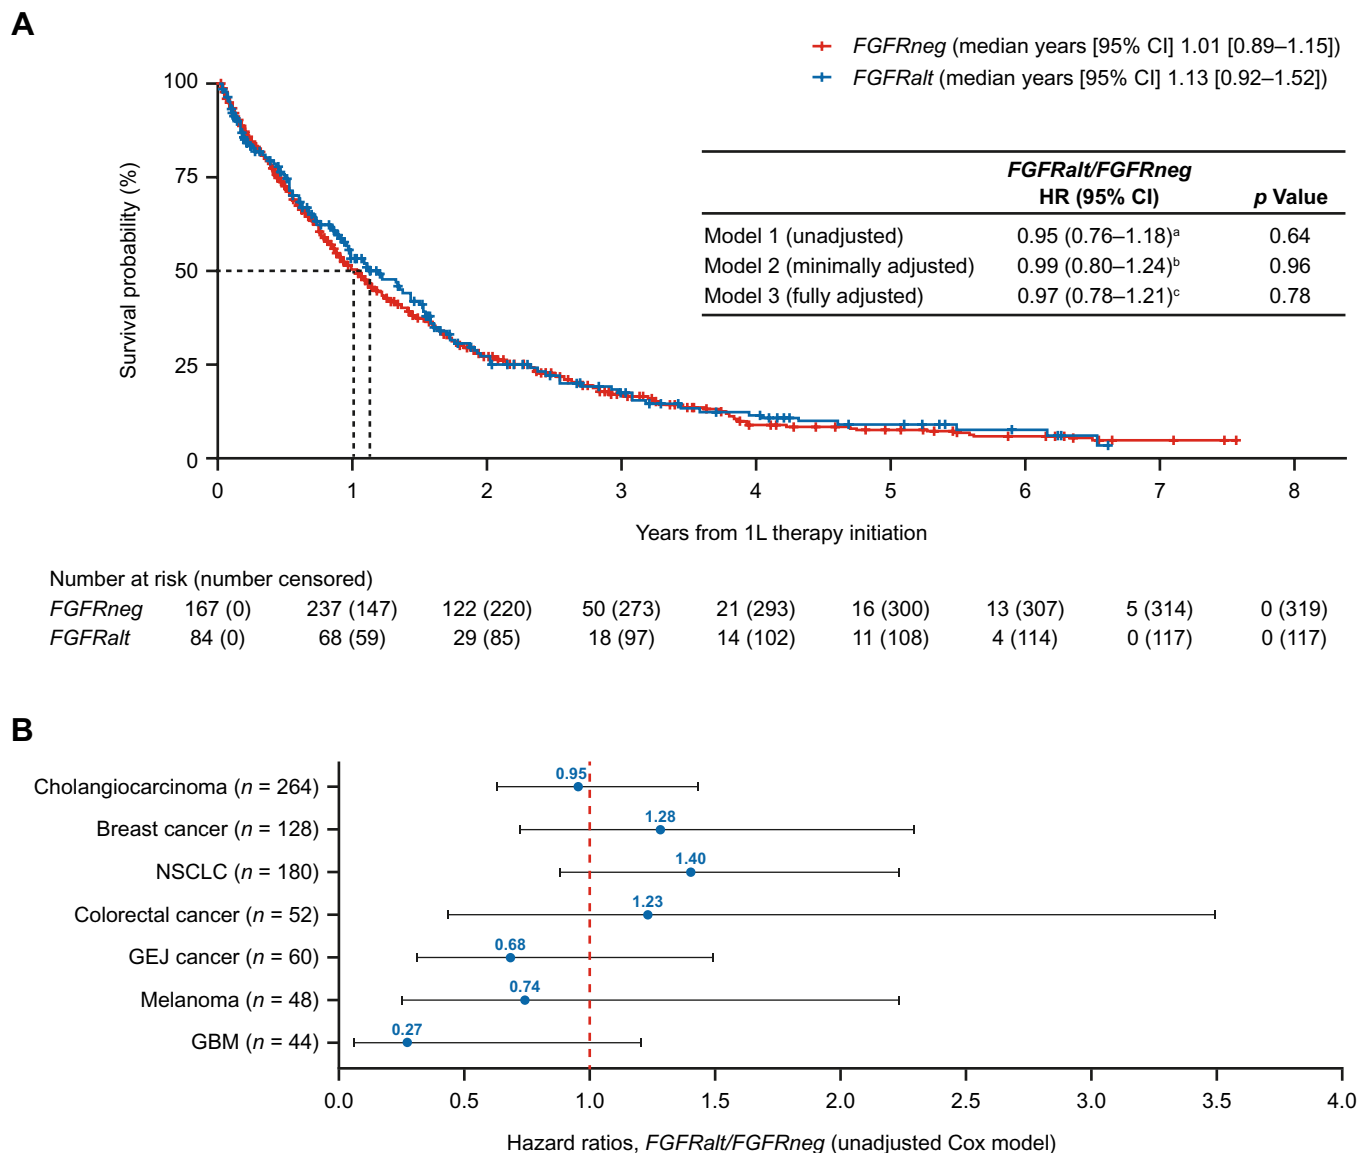 A
FGFRneg (median years [95% CI] 1.01 [0.89–1.15])
FGFRalt (median years [95% CI] 1.13 [0.92–1.52])
FGFRalt/FGFRneg
HR (95% CI) p Value
Model 1 (unadjusted) 0.95 (0.76–1.18)ᵃ 0.64
Model 2 (minimally adjusted) 0.99 (0.80–1.24)ᵇ 0.96
Model 3 (fully adjusted) 0.97 (0.78–1.21)ᶜ 0.78
Survival probability (%)
100
75
50
25
0
0 1 2 3 4 5 6 7 8
Years from 1L therapy initiation
Number at risk (number censored)
FGFRneg 167 (0) 237 (147) 122 (220) 50 (273) 21 (293) 16 (300) 13 (307) 5 (314) 0 (319)
FGFRalt 84 (0) 68 (59) 29 (85) 18 (97) 14 (102) 11 (108) 4 (114) 0 (117) 0 (117)
B
Cholangiocarcinoma (n = 264) 0.95
Breast cancer (n = 128) 1.28
NSCLC (n = 180) 1.40
Colorectal cancer (n = 52) 1.23
GEJ cancer (n = 60) 0.68
Melanoma (n = 48) 0.74
GBM (n = 44) 0.27
0.0 0.5 1.0 1.5 2.0 2.5 3.0 3.5 4.0
Hazard ratios, FGFRalt/FGFRneg (unadjusted Cox model)